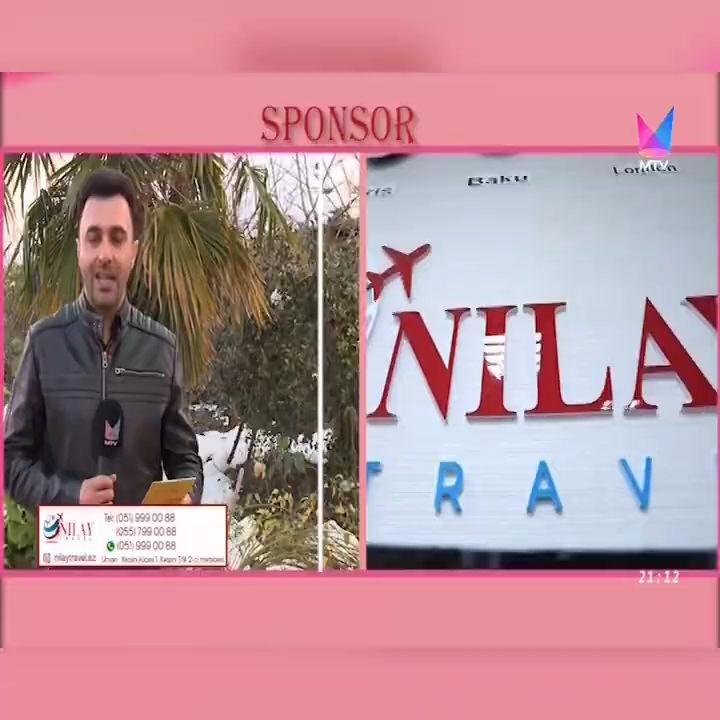 SPONSOR
MTV
Baku
London
NILAY
TRAV
MTV
NILAY
Tel: (051) 999 00 88
(055) 799 00 88
(051) 999 00 88
nilaytravel.az
21:12